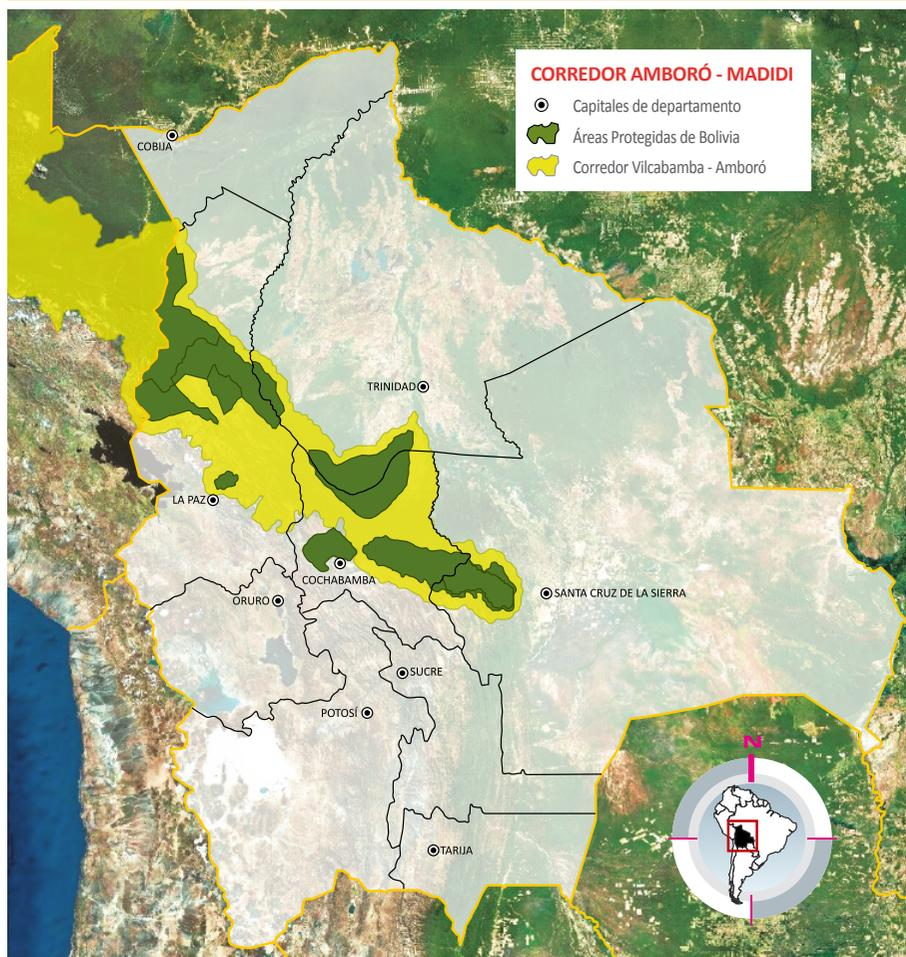 CORREDOR AMBORÓ - MADIDI
Capitales de departamento
Áreas Protegidas de Bolivia
Corredor Vilcabamba - Amboró
COBIJA
TRINIDAD
LA PAZ
COCHABAMBA
ORURO
SANTA CRUZ DE LA SIERRA
SUCRE
POTOSÍ
N
TARIJA